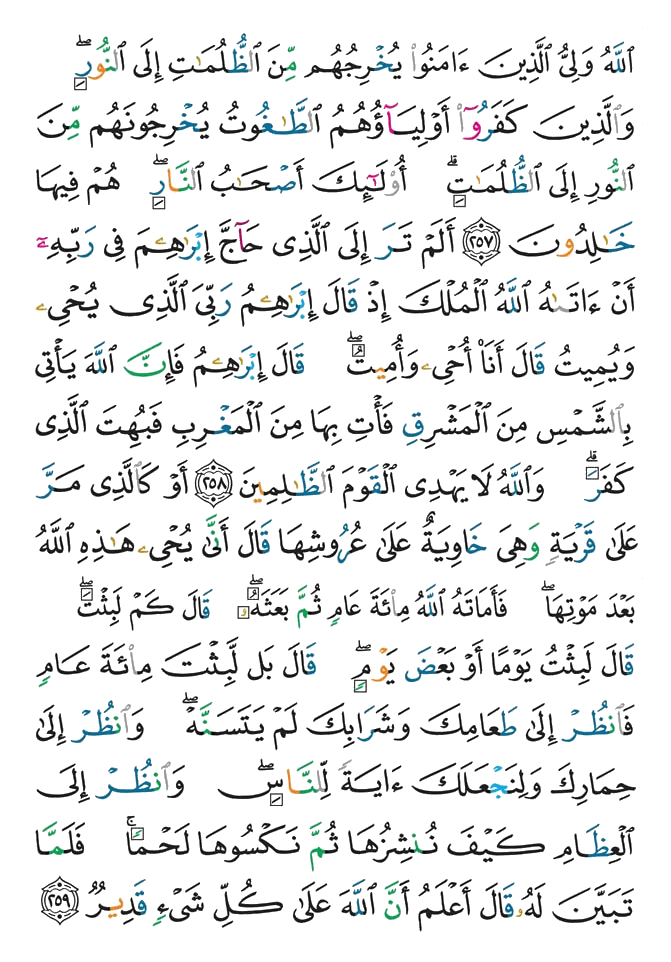 ٱللَّهُ وَلِىُّ ٱلَّذِينَ ءَامَنُوا۟ يُخْرِجُهُم مِّنَ ٱلظُّلُمَـٰتِ إِلَى ٱلنُّورِ ۖ
وَٱلَّذِينَ كَفَرُوٓا۟ أَوْلِيَآؤُهُمُ ٱلطَّـٰغُوتُ يُخْرِجُونَهُم مِّنَ
ٱلنُّورِ إِلَى ٱلظُّلُمَـٰتِ ۗ أُو۟لَـٰٓئِكَ أَصْحَـٰبُ ٱلنَّارِ ۖ هُمْ فِيهَا
خَـٰلِدُونَ ٢٥٧ أَلَمْ تَرَ إِلَى ٱلَّذِى حَآجَّ إِبْرَٰهِـۧمَ فِى رَبِّهِۦٓ
أَنْ ءَاتَىٰهُ ٱللَّهُ ٱلْمُلْكَ إِذْ قَالَ إِبْرَٰهِـۧمُ رَبِّىَ ٱلَّذِى يُحْىِۦ
وَيُمِيتُ قَالَ أَنَا۠ أُحْىِۦ وَأُمِيتُ ۖ قَالَ إِبْرَٰهِـۧمُ فَإِنَّ ٱللَّهَ يَأْتِى
بِٱلشَّمْسِ مِنَ ٱلْمَشْرِقِ فَأْتِ بِهَا مِنَ ٱلْمَغْرِبِ فَبُهِتَ ٱلَّذِى
كَفَرَ ۗ وَٱللَّهُ لَا يَهْدِى ٱلْقَوْمَ ٱلظَّـٰلِمِينَ ٢٥٨ أَوْ كَٱلَّذِى مَرَّ
عَلَىٰ قَرْيَةٍ وَهِىَ خَاوِيَةٌ عَلَىٰ عُرُوشِهَا قَالَ أَنَّىٰ يُحْىِۦ هَـٰذِهِ ٱللَّهُ
بَعْدَ مَوْتِهَا ۖ فَأَمَاتَهُ ٱللَّهُ مِا۟ئَةَ عَامٍ ثُمَّ بَعَثَهُۥ ۖ قَالَ كَمْ لَبِثْتَ ۖ
قَالَ لَبِثْتُ يَوْمًا أَوْ بَعْضَ يَوْمٍ ۖ قَالَ بَل لَّبِثْتَ مِا۟ئَةَ عَامٍ
فَٱنظُرْ إِلَىٰ طَعَامِكَ وَشَرَابِكَ لَمْ يَتَسَنَّهْ ۖ وَٱنظُرْ إِلَىٰ
حِمَارِكَ وَلِنَجْعَلَكَ ءَايَةً لِّلنَّاسِ ۖ وَٱنظُرْ إِلَى
ٱلْعِظَامِ كَيْفَ نُنشِزُهَا ثُمَّ نَكْسُوهَا لَحْمًا ۚ فَلَمَّا
تَبَيَّنَ لَهُۥ قَالَ أَعْلَمُ أَنَّ ٱللَّهَ عَلَىٰ كُلِّ شَىْءٍ قَدِيرٌ ٢٥٩